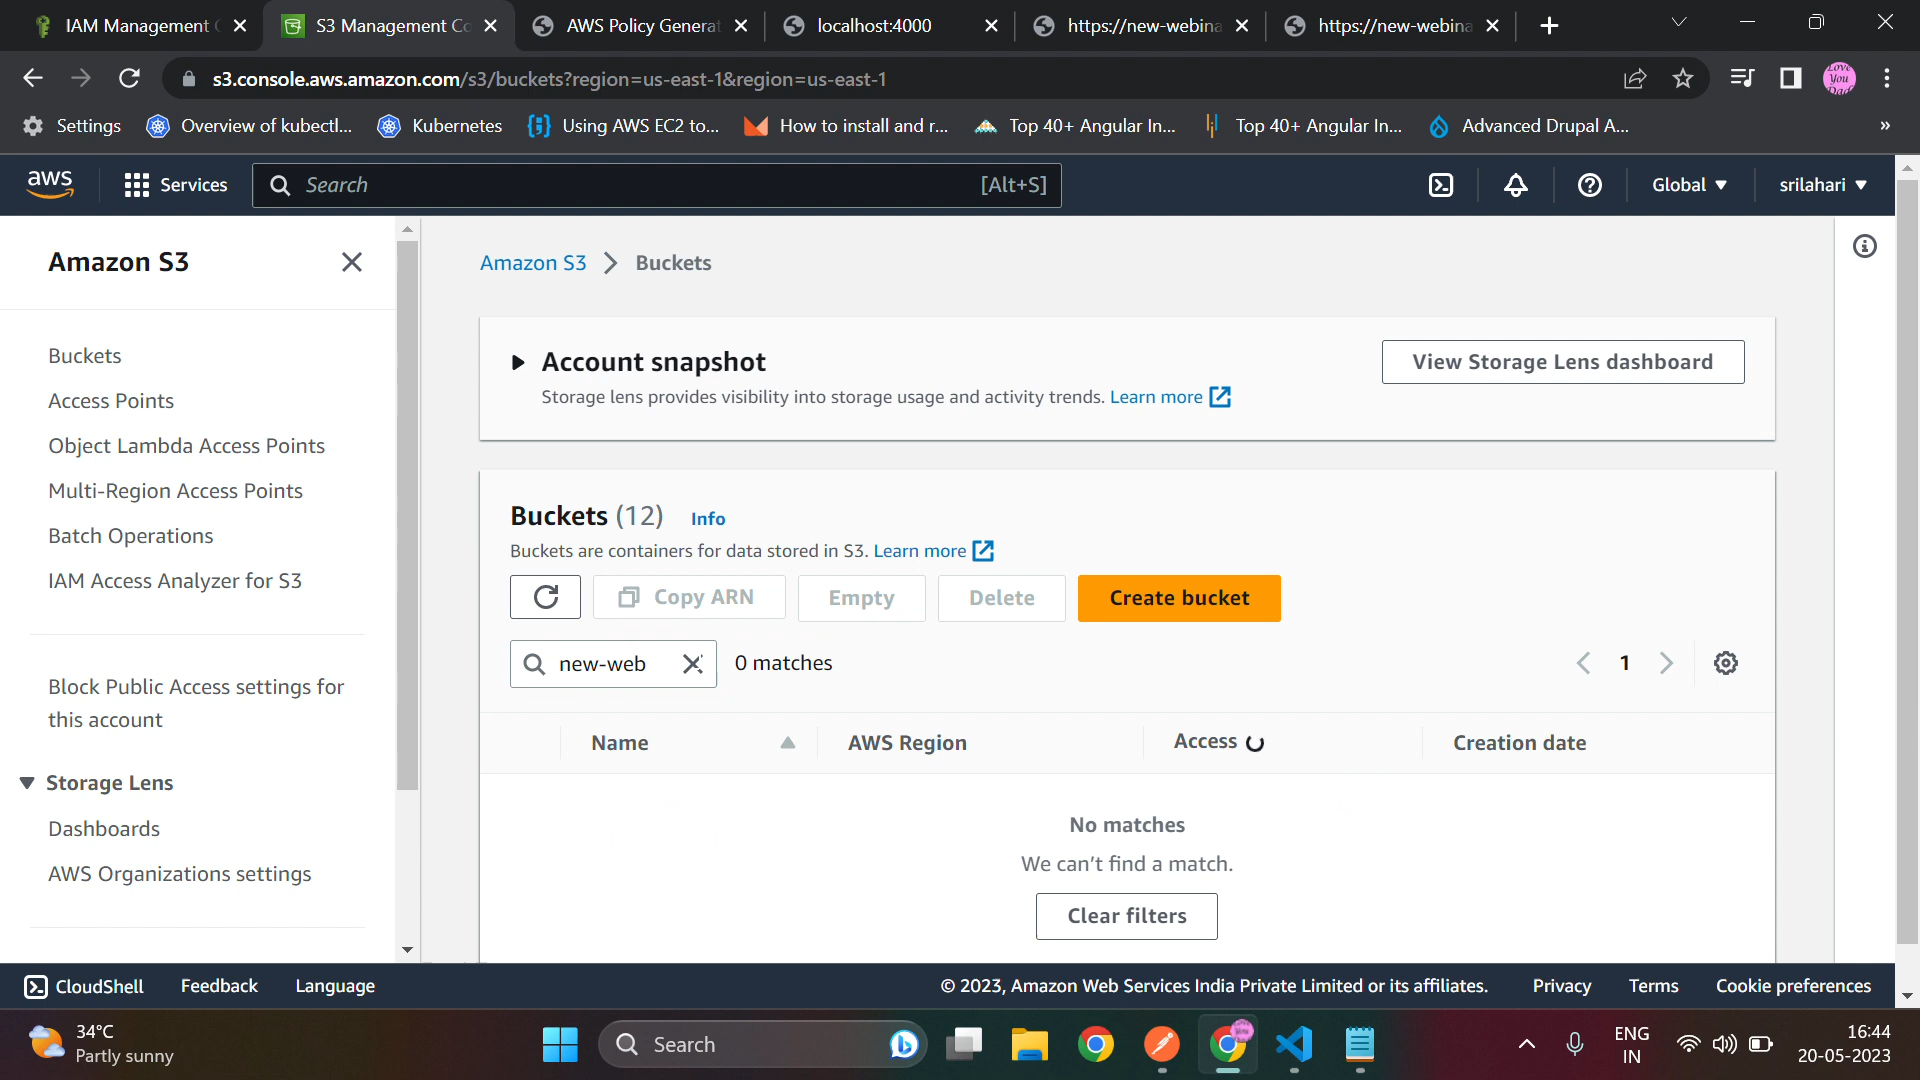 IAM Management C
S3 Management Co
AWS Policy Generat
localhost:4000
https://new-webina
https://new-webina
s3.console.aws.amazon.com/s3/buckets?region=us-east-1&region=us-east-1
Love
You
Dad
Settings
Overview of kubectl...
Kubernetes
Using AWS EC2 to...
How to install and r...
Top 40+ Angular In...
Top 40+ Angular In...
Advanced Drupal A...
»
aws
Services
Search
[Alt+S]
Global
srilahari
Amazon S3
Buckets
Access Points
Object Lambda Access Points
Multi-Region Access Points
Batch Operations
IAM Access Analyzer for S3
Block Public Access settings for
this account
Storage Lens
Dashboards
AWS Organizations settings
Amazon S3 > Buckets
Account snapshot
Storage lens provides visibility into storage usage and activity trends. Learn more
View Storage Lens dashboard
Buckets (12) Info
Buckets are containers for data stored in S3. Learn more
Copy ARN
Empty
Delete
Create bucket
new-web
0 matches
1
Name
AWS Region
Access
Creation date
No matches
We can't find a match.
Clear filters
CloudShell
Feedback
Language
© 2023, Amazon Web Services India Private Limited or its affiliates.
Privacy
Terms
Cookie preferences
34°C
Partly sunny
Search
ENG
IN
16:44
20-05-2023